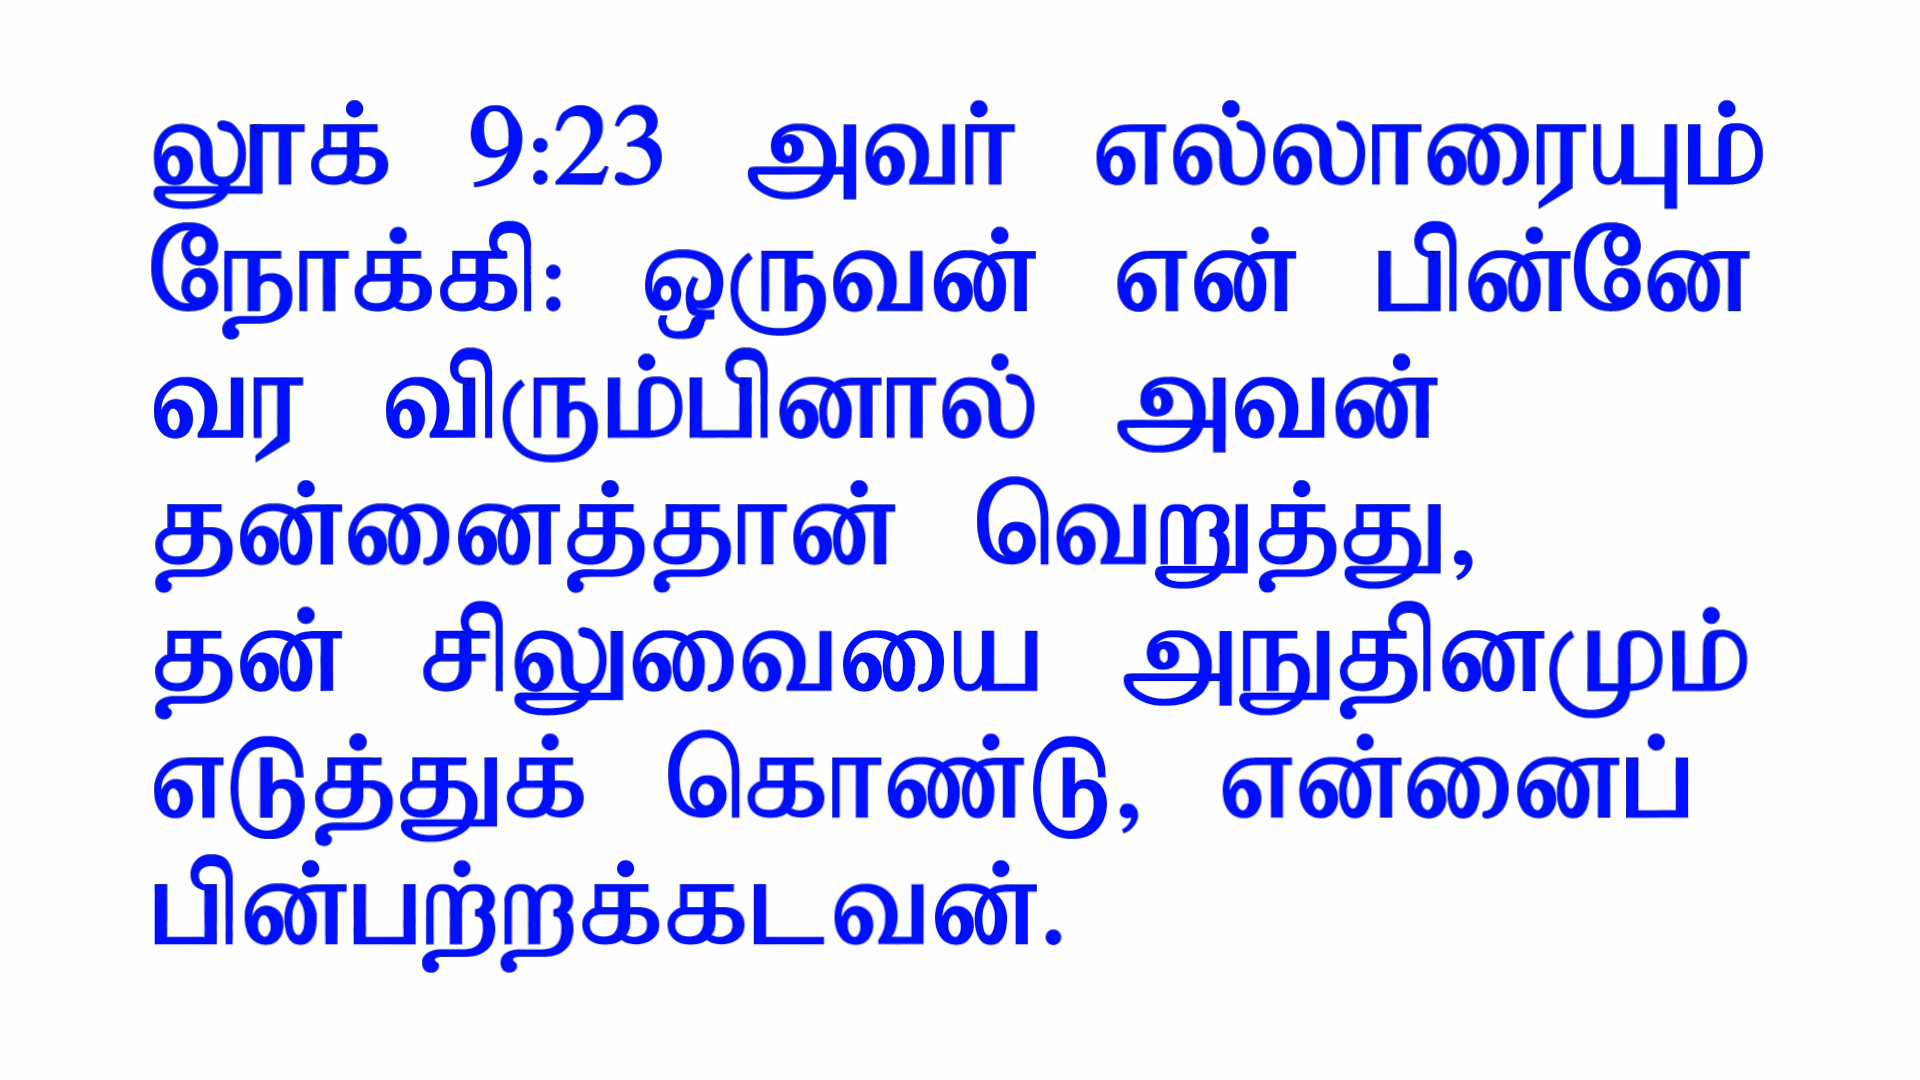 லூக் 9:23 அவர் எல்லாரையும்
நோக்கி: ஒருவன் என் பின்னே
வர விரும்பினால் அவன்
தன்னைத்தான் வெறுத்து,
தன் சிலுவையை அநுதினமும்
எடுத்துக் கொண்டு, என்னைப்
பின்பற்றக்கடவன்.